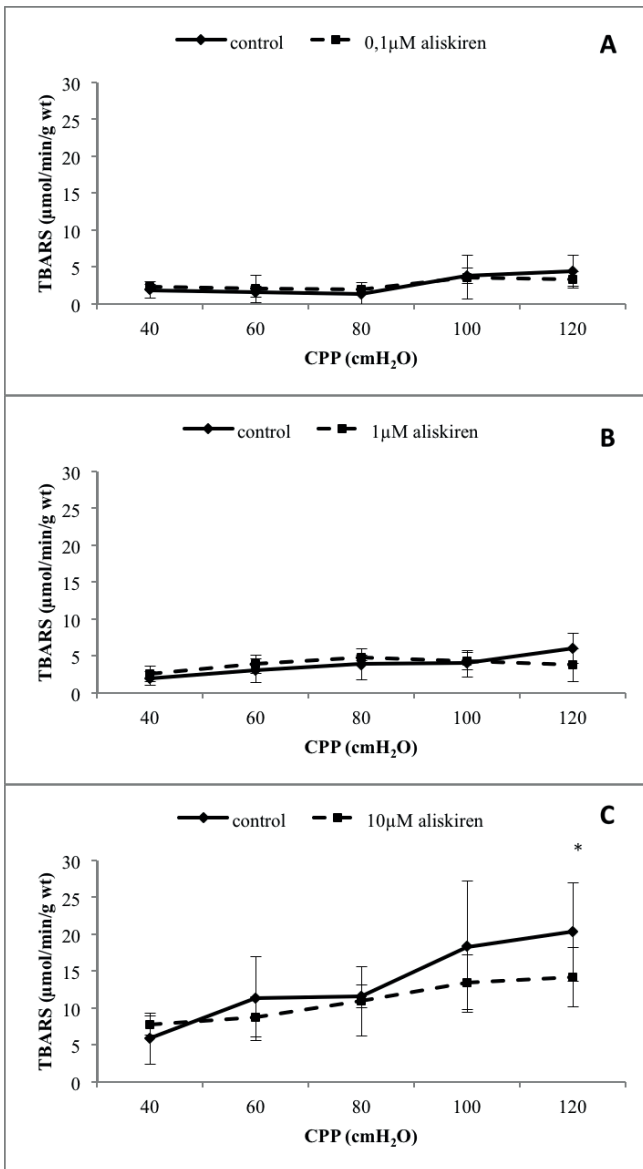 control 0,1μM aliskiren
A
TBARS (μmol/min/g wt)
30
25
20
15
10
5
0
40 60 80 100 120
CPP (cmH₂O)
control 1μM aliskiren
B
TBARS (μmol/min/g wt)
30
25
20
15
10
5
0
40 60 80 100 120
CPP (cmH₂O)
control 10μM aliskiren
C
TBARS (μmol/min/g wt)
30
25
20
15
10
5
0
*
40 60 80 100 120
CPP (cmH₂O)